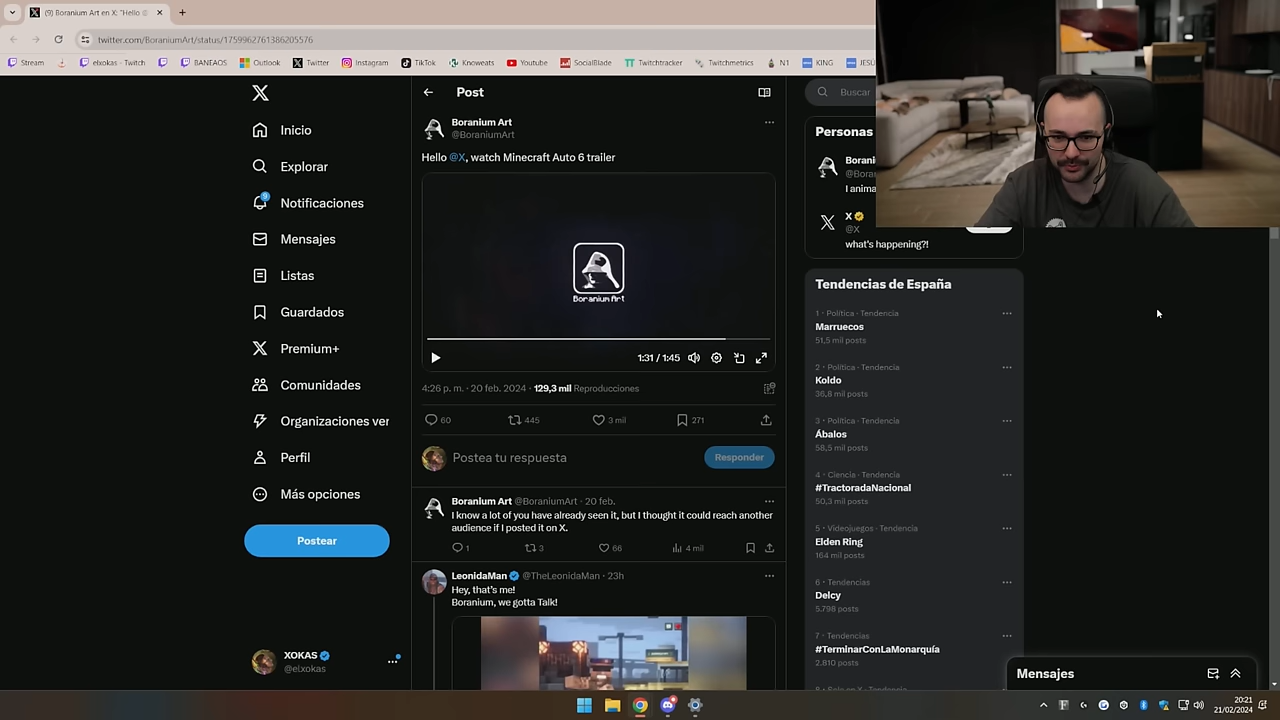 (9) Boranium Art en X: "Hello @
twitter.com/BoraniumArt/status/1759962761386205576
Stream
elxokas - Twitch
BANEAOS
Outlook
Twitter
Instagram
TikTok
Knoweats
Youtube
SocialBlade
Twitchtracker
Twitchmetrics
N1
KING
JESÚ
Inicio
Explorar
9
Notificaciones
Mensajes
Listas
Guardados
Premium+
Comunidades
Organizaciones ver
Perfil
Más opciones
Postear
XOKAS
@elxokas
Post
Boranium Art
@BoraniumArt
Hello @X, watch Minecraft Auto 6 trailer
Boranium Art
1:31 / 1:45
4:26 p. m. · 20 feb. 2024 · 129,3 mil Reproducciones
60 445 3 mil 271
Postea tu respuesta
Responder
Boranium Art @BoraniumArt · 20 feb.
I know a lot of you have already seen it, but I thought it could reach another
audience if I posted it on X.
1 3 66 4 mil
LeonidaMan @TheLeonidaMan · 23h
Hey, that's me!
Boranium, we gotta Talk!
Buscar
Personas
Borani
@Bora
I anima
X
@X
what's happening?!
Tendencias de España
1 · Política · Tendencia
Marruecos
51,5 mil posts
2 · Política · Tendencia
Koldo
36,8 mil posts
3 · Política · Tendencia
Ábalos
58,5 mil posts
4 · Ciencia · Tendencia
#TractoradaNacional
50,3 mil posts
5 · Videojuegos · Tendencia
Elden Ring
164 mil posts
6 · Tendencias
Delcy
5.798 posts
7 · Tendencias
#TerminarConLaMonarquía
2.810 posts
Mensajes
20:21
21/02/2024